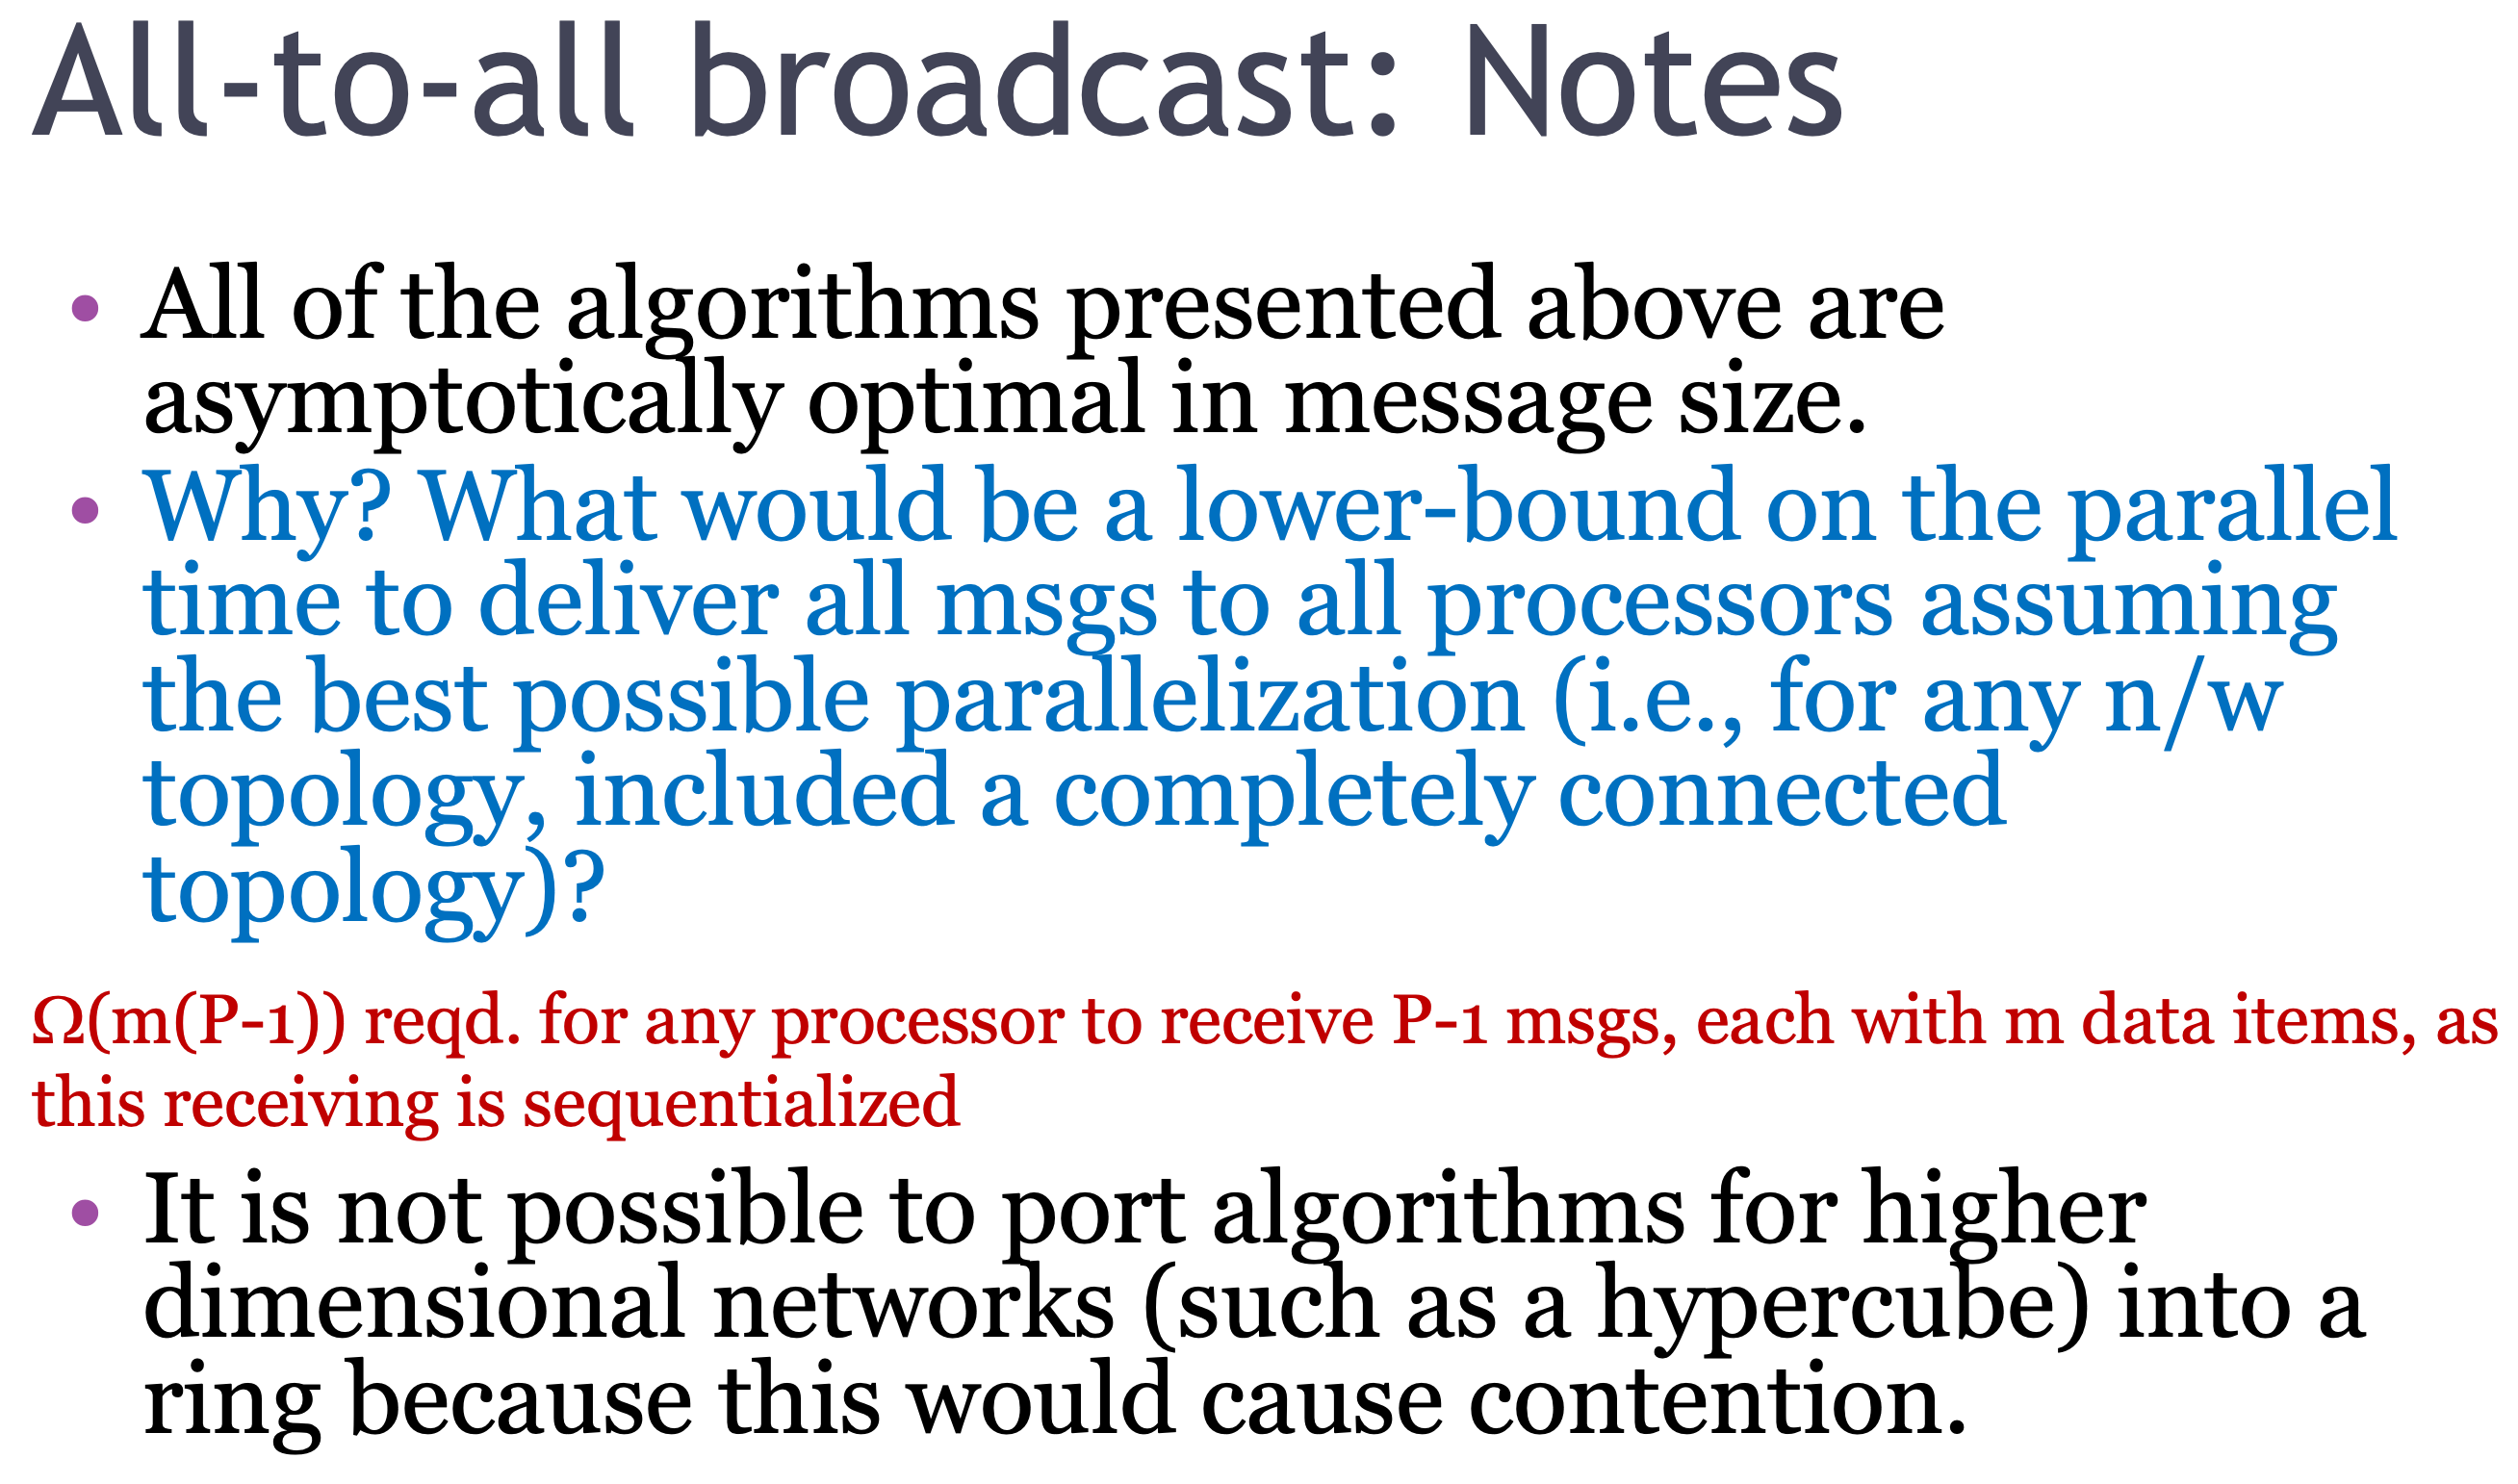 All-to-all broadcast: Notes
• All of the algorithms presented above are
asymptotically optimal in message size.
• Why? What would be a lower-bound on the parallel
time to deliver all msgs to all processors assuming
the best possible parallelization (i.e., for any n/w
topology, included a completely connected
topology)?
Ω(m(P-1)) reqd. for any processor to receive P-1 msgs, each with m data items, as
this receiving is sequentialized
• It is not possible to port algorithms for higher
dimensional networks (such as a hypercube) into a
ring because this would cause contention.